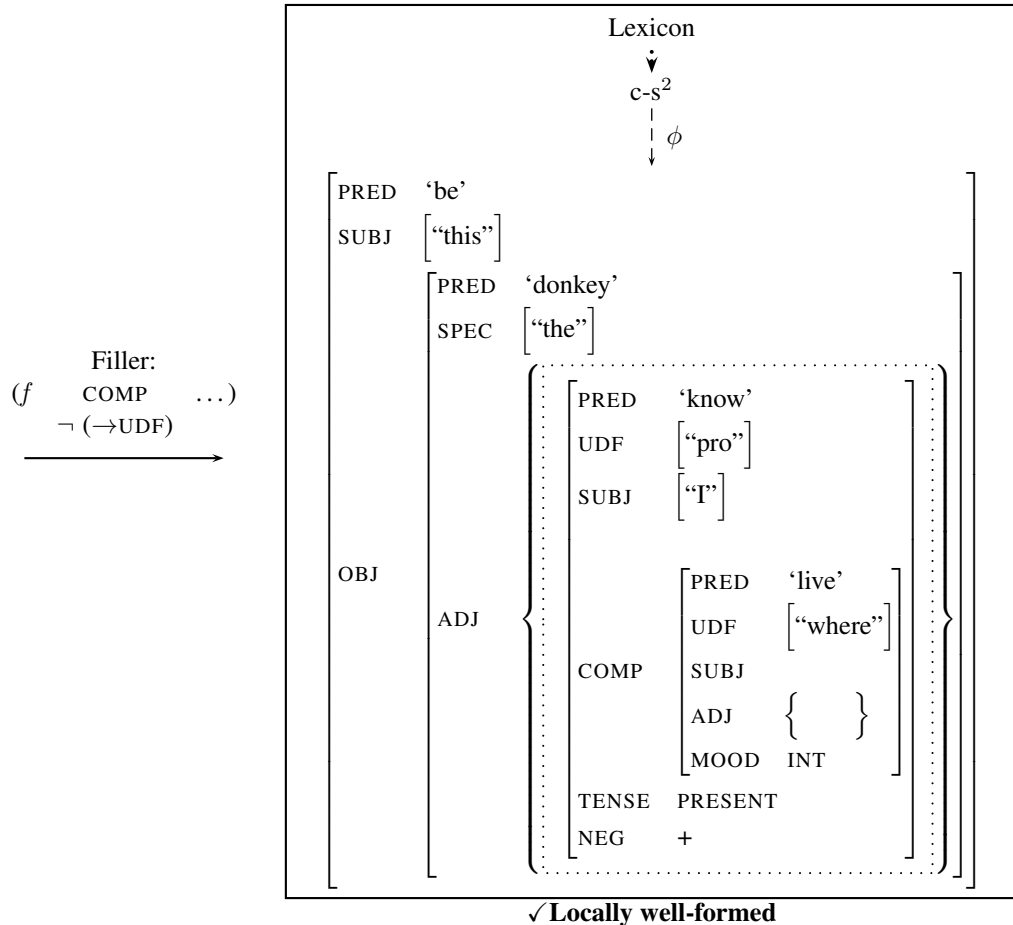 Lexicon
c-s²
ϕ
PRED ‘be’
SUBJ [“this”]
PRED ‘donkey’
SPEC [“the”]
Filler:
(f COMP …)
¬ (→UDF)
PRED ‘know’
UDF [“pro”]
SUBJ [“I”]
OBJ
ADJ
PRED ‘live’
UDF [“where”]
COMP SUBJ
ADJ { }
MOOD INT
TENSE PRESENT
NEG +
✓Locally well-formed